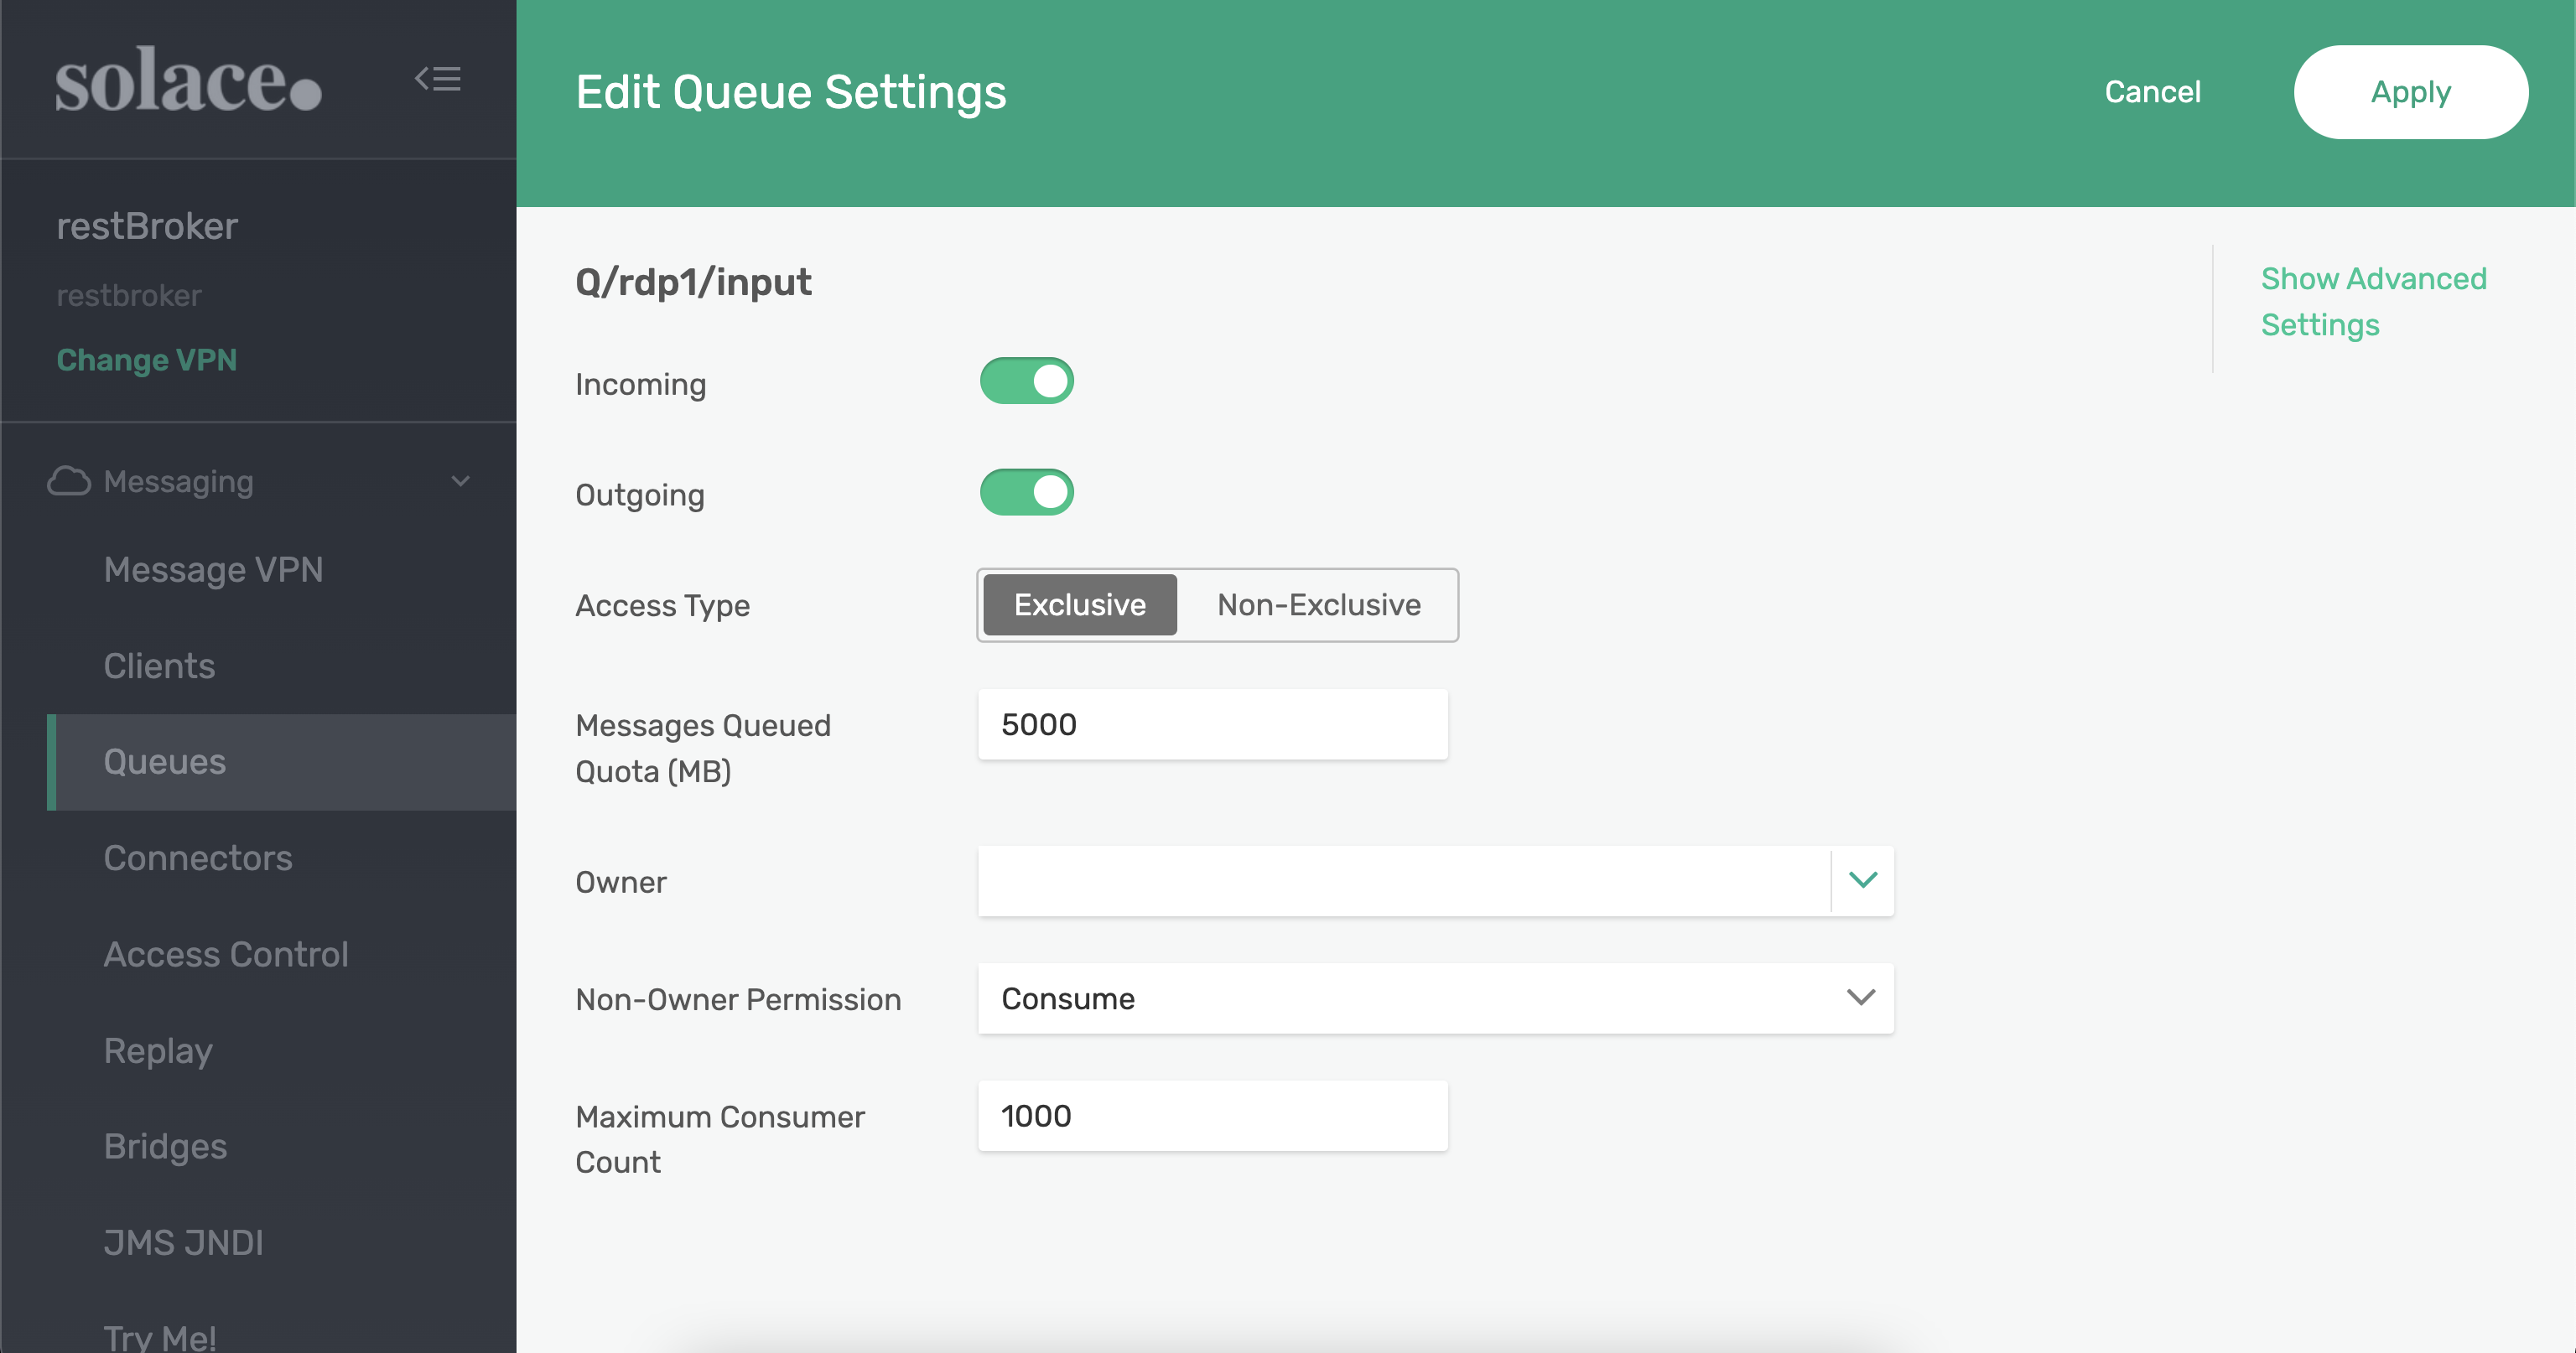 solace.
restBroker
restbroker
Change VPN
Messaging
Message VPN
Clients
Queues
Connectors
Access Control
Replay
Bridges
JMS JNDI
Try Me!
Edit Queue Settings
Cancel
Apply
Q/rdp1/input
Show Advanced
Settings
Incoming
Outgoing
Access Type
Exclusive
Non-Exclusive
Messages Queued
Quota (MB)
5000
Owner
Non-Owner Permission
Consume
Maximum Consumer
Count
1000